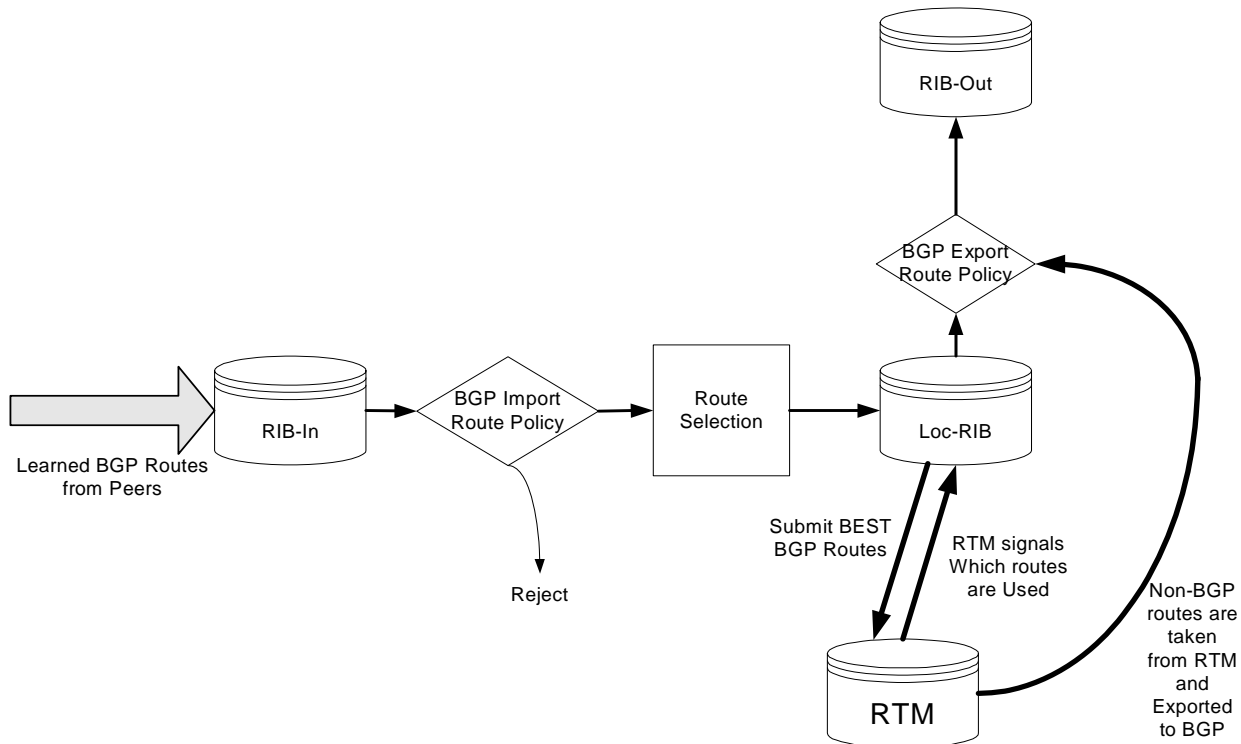 RIB-Out
BGP Export
Route Policy
BGP Import
Route Policy
Route
Selection
RIB-In
Loc-RIB
Learned BGP Routes
from Peers
Reject
Submit BEST
BGP Routes
RTM signals
Which routes
are Used
Non-BGP
routes are
taken
from RTM
and
Exported
to BGP
RTM